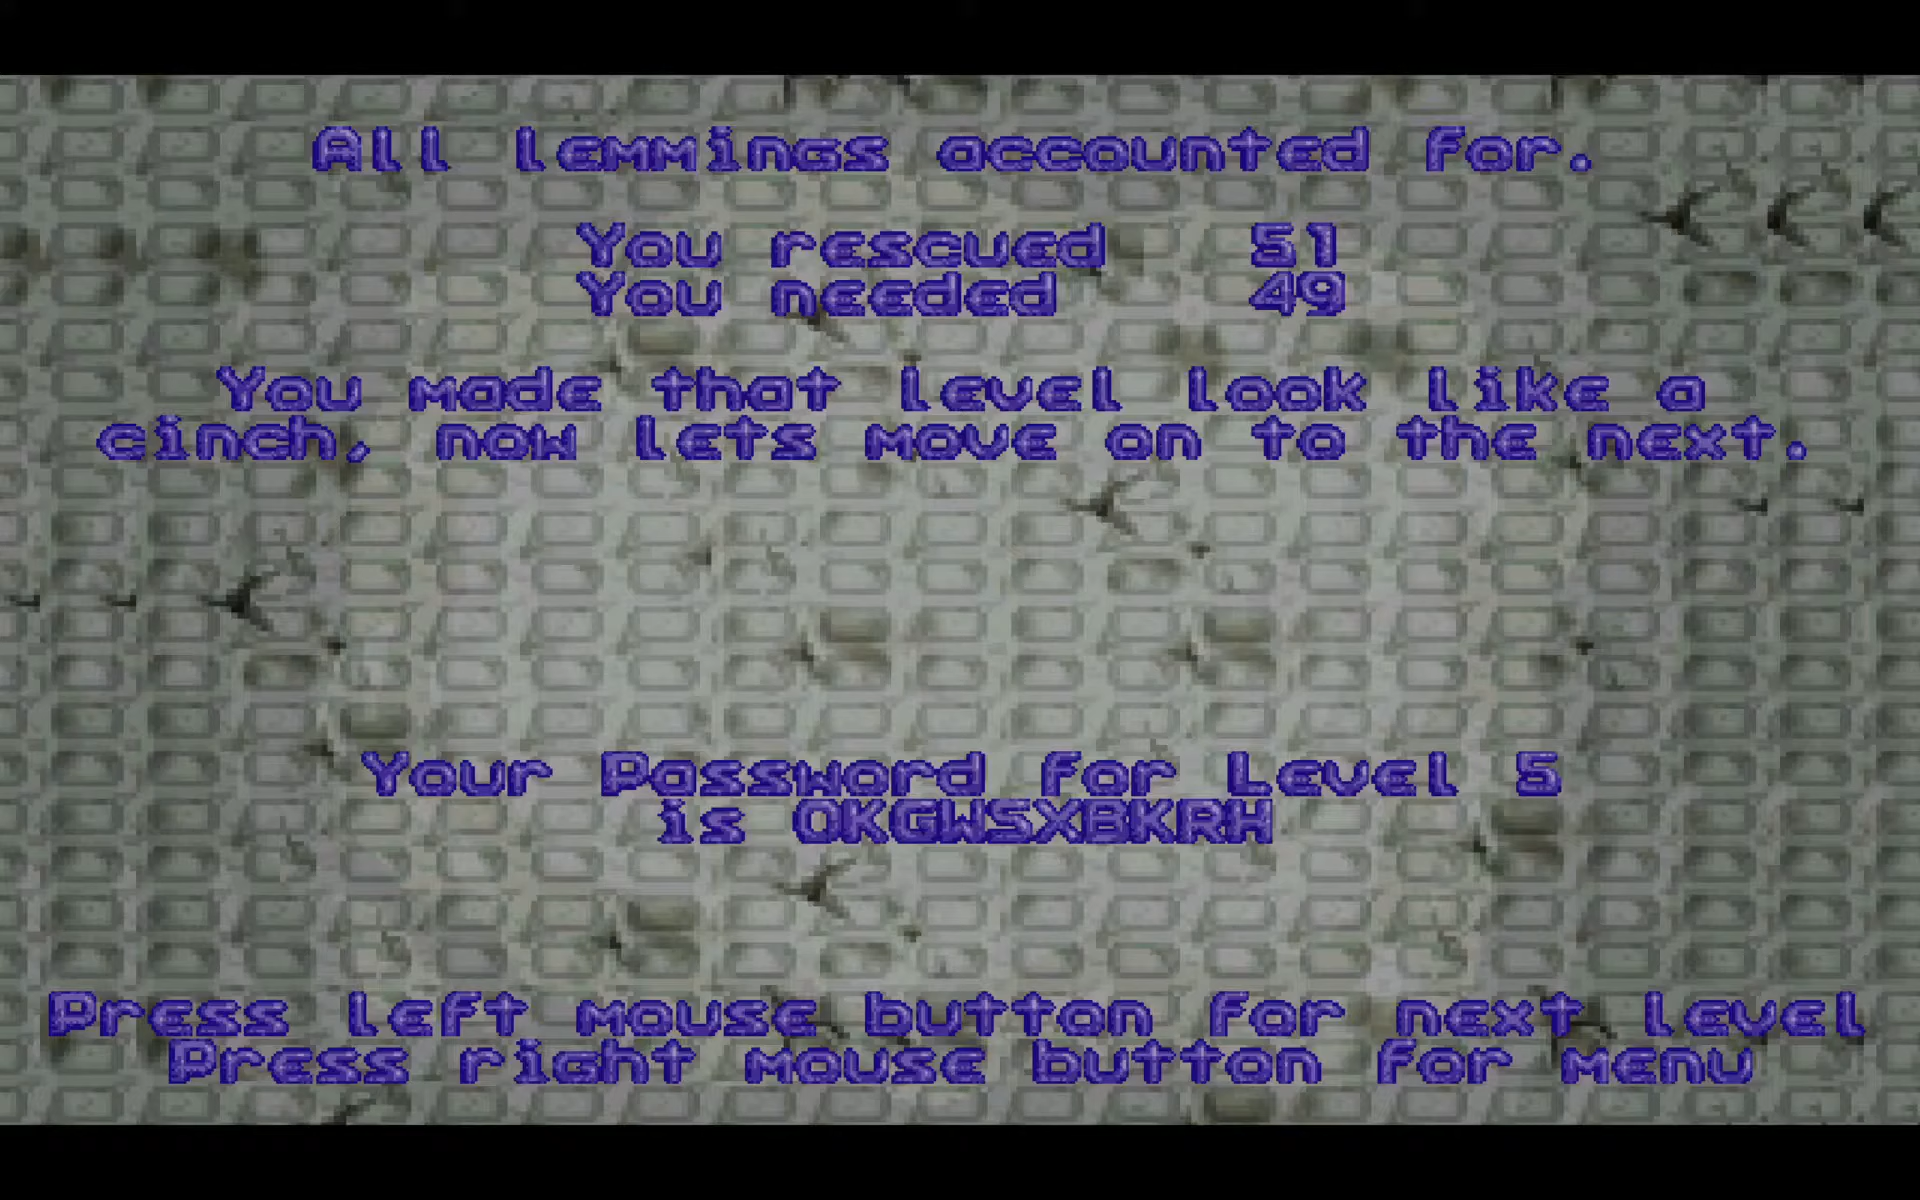 All lemmings accounted for.
You rescued 51
You needed 49
You made that level look like a
cinch, now lets move on to the next.
Your Password for Level 5
is OKGWSXBKRH
Press left mouse button for next level
Press right mouse button for menu